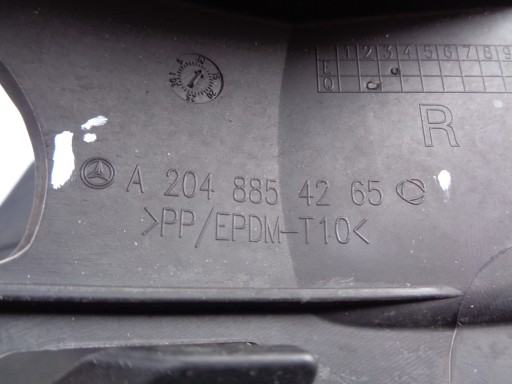 1 2 3 4 5 6 7 8 9
E
Q
R
A 204 885 42 65
>PP/EPDM-T10<